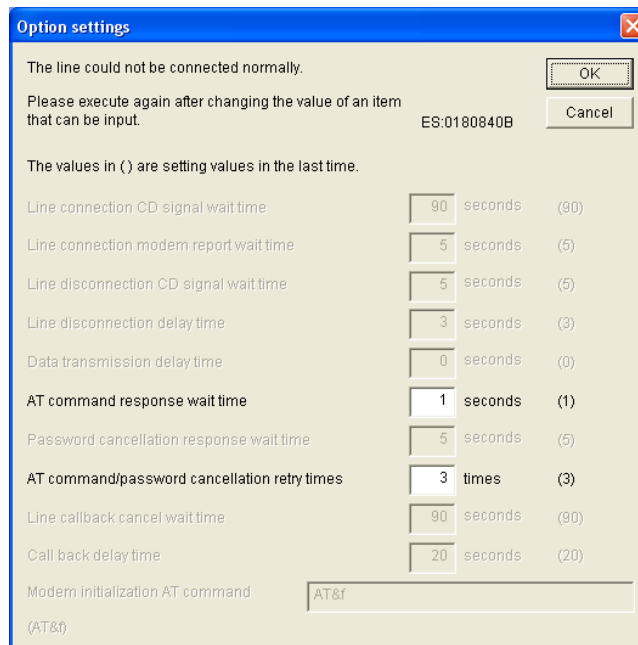 Option settings
The line could not be connected normally.
OK
Please execute again after changing the value of an item
that can be input.
ES:0180840B
Cancel
The values in ( ) are setting values in the last time.
Line connection CD signal wait time 90 seconds (90)
Line connection modem report wait time 5 seconds (5)
Line disconnection CD signal wait time 5 seconds (5)
Line disconnection delay time 3 seconds (3)
Data transmission delay time 0 seconds (0)
AT command response wait time 1 seconds (1)
Password cancellation response wait time 5 seconds (5)
AT command/password cancellation retry times 3 times (3)
Line callback cancel wait time 90 seconds (90)
Call back delay time 20 seconds (20)
Modem initialization AT command AT&f
(AT&f)